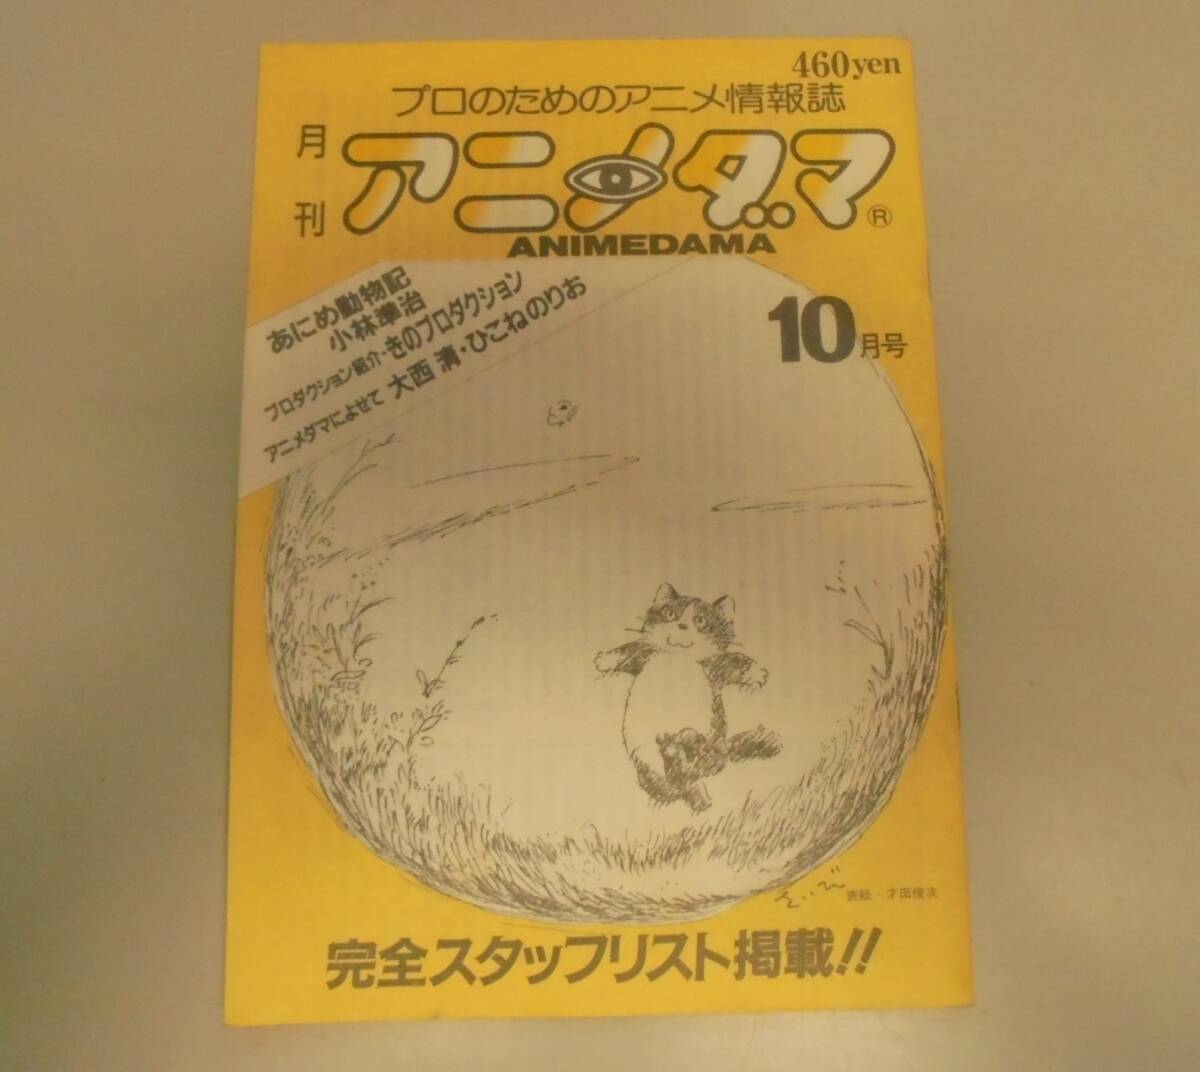 460yen
プロのためのアニメ情報誌
月刊
アニメダマ®
ANIMEDAMA
10月号
あにめ動物記
小林準治
プロダクション紹介・きのプロダクション
アニメダマによせて 大西 清・ひこねのりお
さいだ
表絵・才田俊次
完全スタッフリスト掲載!!